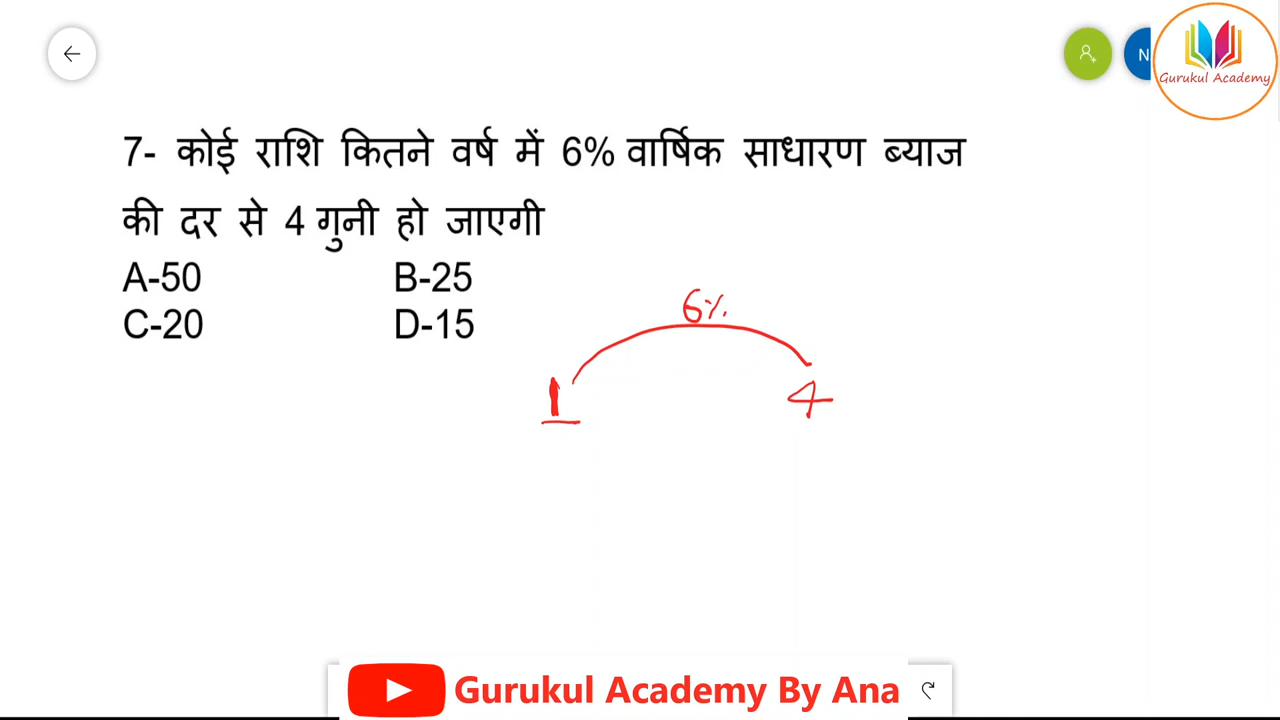 N
Gurukul Academy
7- कोई राशि कितने वर्ष में 6% वार्षिक साधारण ब्याज
की दर से 4 गुनी हो जाएगी
A-50 B-25
C-20 D-15
6%
1 4
Gurukul Academy By Ana